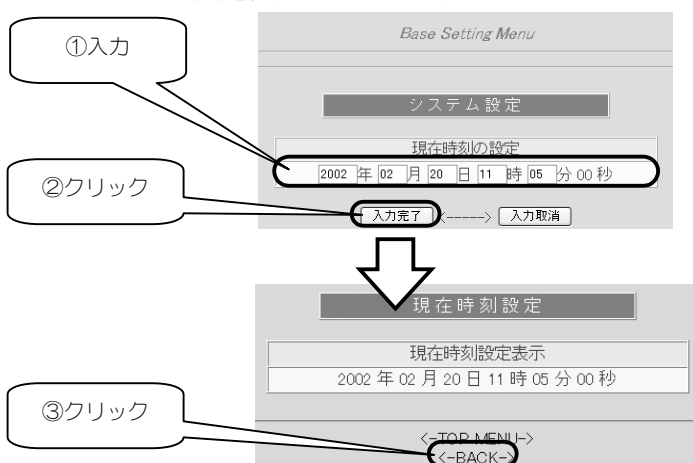 ①入力
Base Setting Menu
システム設定
現在時刻の設定
2002 年 02 月 20 日 11 時 05 分 00 秒
②クリック
入力完了 <-----> 入力取消
現在時刻設定
現在時刻設定表示
2002 年 02 月 20 日 11 時 05 分 00 秒
③クリック
<-TOP MENU->
<-BACK->